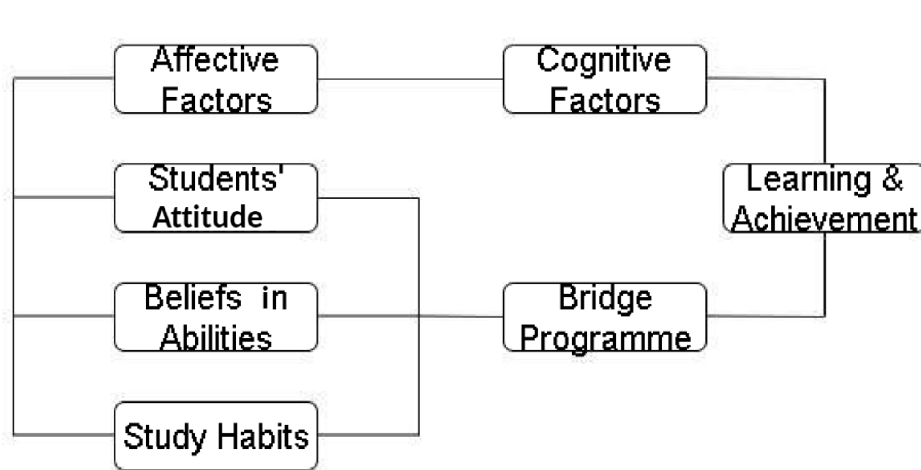 Affective
Factors
Cognitive
Factors
Students'
Attitude
Learning &
Achievement
Beliefs in
Abilities
Bridge
Programme
Study Habits